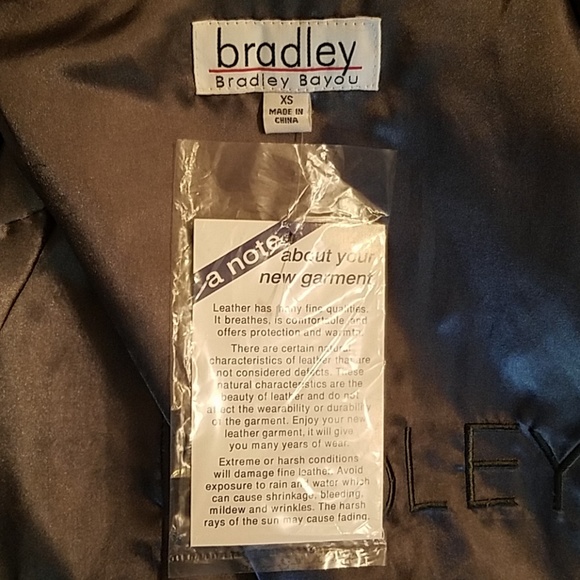 bradley
Bradley Bayou
XS
MADE IN
CHINA
a note
about your
new garment
Leather has many fine qualities.
It breathes, is comfortable and
offers protection and warmth.
There are certain natural
characteristics of leather that are
not considered defects. These
natural characteristics are the
beauty of leather and do not
affect the wearability or durability
of the garment. Enjoy your new
leather garment, it will give
you many years of wear.
Extreme or harsh conditions
will damage fine leather. Avoid
exposure to rain and water which
can cause shrinkage, bleeding,
mildew and wrinkles. The harsh
rays of the sun may cause fading.
DLEY